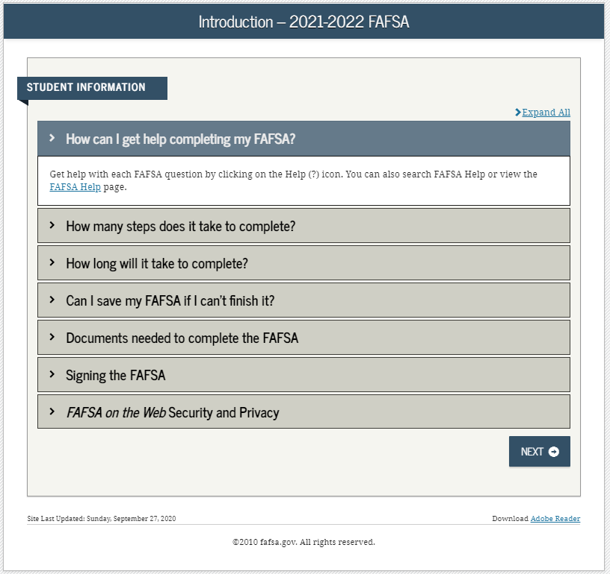 Introduction – 2021-2022 FAFSA
STUDENT INFORMATION
Expand All
How can I get help completing my FAFSA?
Get help with each FAFSA question by clicking on the Help (?) icon. You can also search FAFSA Help or view the
FAFSA Help page.
How many steps does it take to complete?
How long will it take to complete?
Can I save my FAFSA if I can't finish it?
Documents needed to complete the FAFSA
Signing the FAFSA
FAFSA on the Web Security and Privacy
NEXT
Site Last Updated: Sunday, September 27, 2020
Download Adobe Reader
©2010 fafsa.gov. All rights reserved.